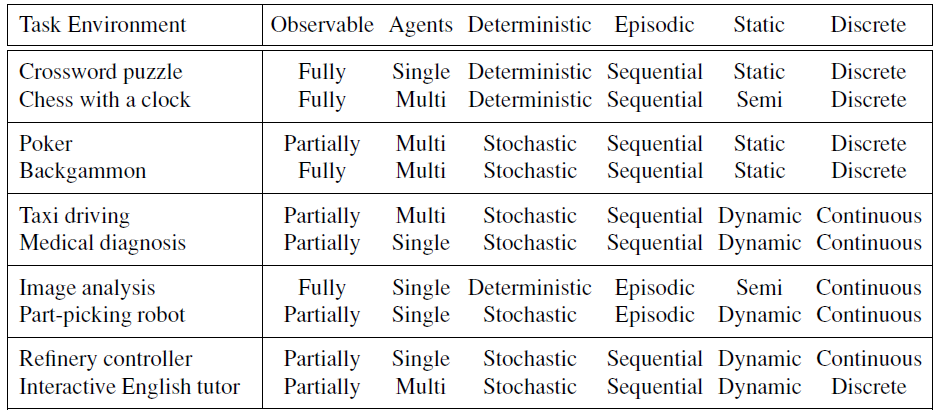 Task Environment Observable Agents Deterministic Episodic Static Discrete
Crossword puzzle Fully Single Deterministic Sequential Static Discrete
Chess with a clock Fully Multi Deterministic Sequential Semi Discrete
Poker Partially Multi Stochastic Sequential Static Discrete
Backgammon Fully Multi Stochastic Sequential Static Discrete
Taxi driving Partially Multi Stochastic Sequential Dynamic Continuous
Medical diagnosis Partially Single Stochastic Sequential Dynamic Continuous
Image analysis Fully Single Deterministic Episodic Semi Continuous
Part-picking robot Partially Single Stochastic Episodic Dynamic Continuous
Refinery controller Partially Single Stochastic Sequential Dynamic Continuous
Interactive English tutor Partially Multi Stochastic Sequential Dynamic Discrete